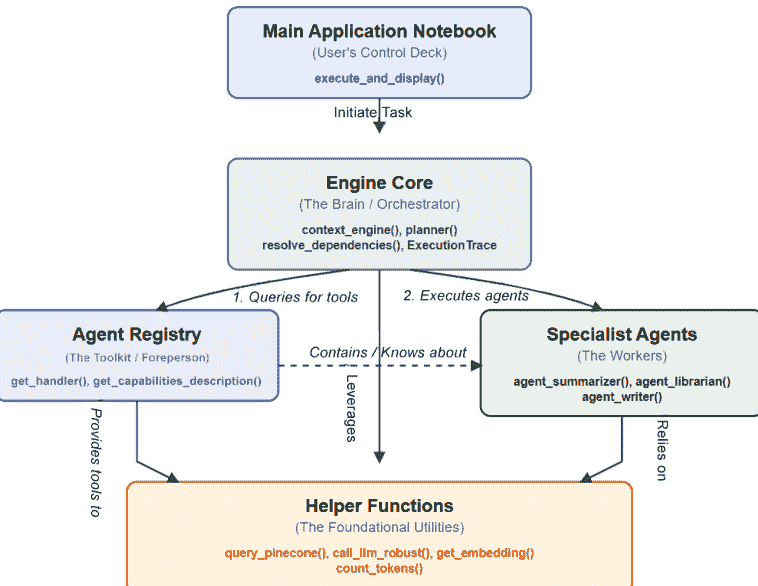 Main Application Notebook
(User's Control Deck)
execute_and_display()
Initiate Task
Engine Core
(The Brain / Orchestrator)
context_engine(), planner()
resolve_dependencies(), ExecutionTrace
1. Queries for tools
2. Executes agents
Agent Registry
(The Toolkit / Foreperson)
get_handler(), get_capabilities_description()
Contains / Knows about
Specialist Agents
(The Workers)
agent_summarizer(), agent_librarian()
agent_writer()
Provides tools to
Leverages
Relies on
Helper Functions
(The Foundational Utilities)
query_pinecone(), call_llm_robust(), get_embedding()
count_tokens()